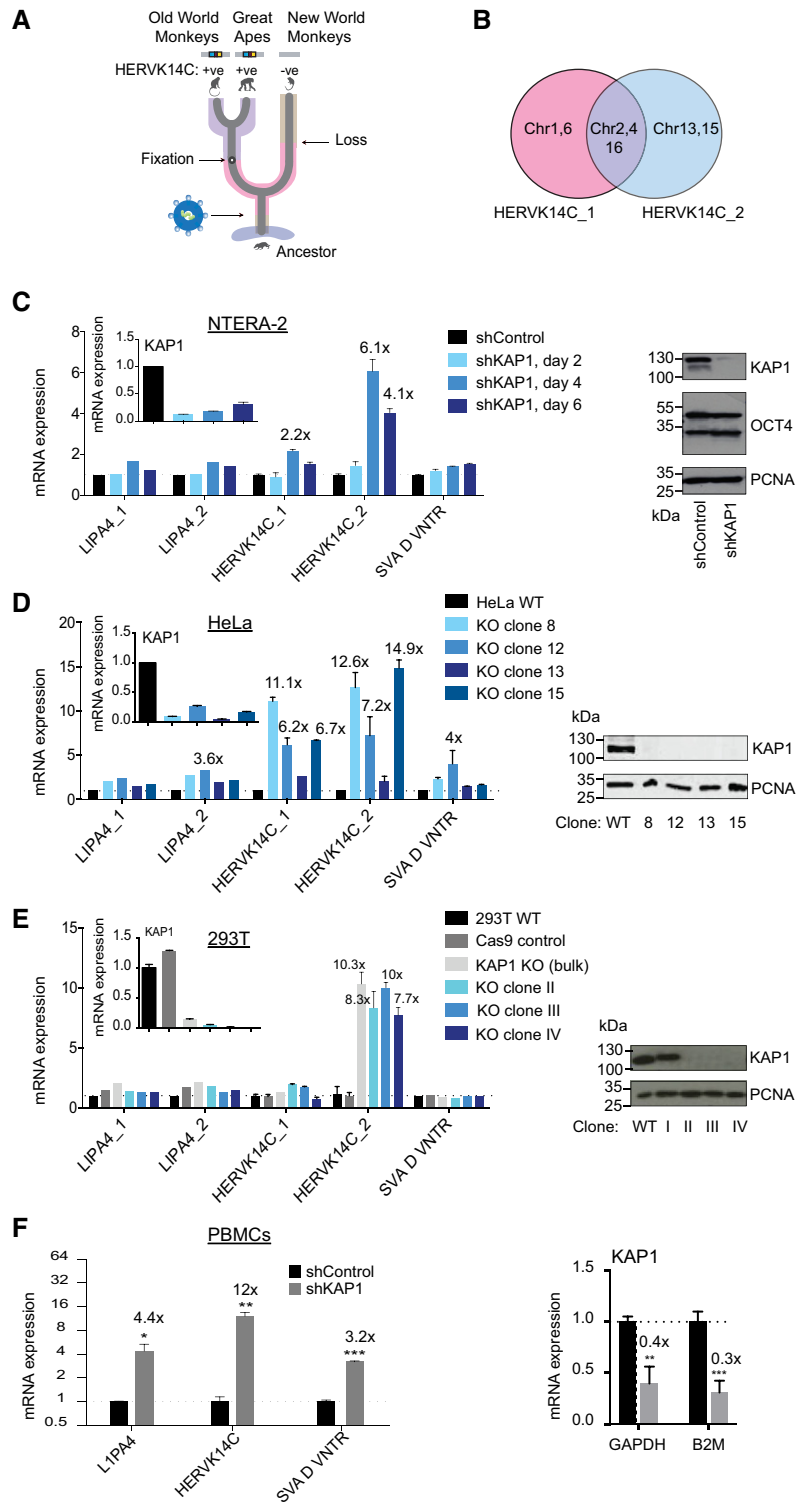 A
Old World Monkeys
Great Apes
New World Monkeys
HERVK14C: +ve +ve -ve
Loss
Fixation
Ancestor
B
Chr1,6
Chr2,4 16
Chr13,15
HERVK14C_1
HERVK14C_2
C
NTERA-2
mRNA expression
8
6
4
2
0
mRNA expression
1.5
1.0
0.5
0.0
KAP1
2.2x
6.1x
4.1x
LIPA4_1
LIPA4_2
HERVK14C_1
HERVK14C_2
SVA D VNTR
shControl
shKAP1, day 2
shKAP1, day 4
shKAP1, day 6
130
100
KAP1
55
35
OCT4
35
25
PCNA
kDa
shControl
shKAP1
D
HeLa
mRNA expression
20
15
10
5
0
mRNA expression
1.5
1.0
0.5
0.0
KAP1
3.6x
11.1x
6.2x
6.7x
12.6x
7.2x
14.9x
4x
LIPA4_1
LIPA4_2
HERVK14C_1
HERVK14C_2
SVA D VNTR
HeLa WT
KO clone 8
KO clone 12
KO clone 13
KO clone 15
kDa
130
100
KAP1
35
25
PCNA
Clone: WT 8 12 13 15
E
293T
mRNA expression
15
10
5
0
mRNA expression
1.5
1.0
0.5
0.0
KAP1
10.3x
8.3x
10x
7.7x
LIPA4_1
LIPA4_2
HERVK14C_1
HERVK14C_2
SVA D VNTR
293T WT
Cas9 control
KAP1 KO (bulk)
KO clone II
KO clone III
KO clone IV
kDa
130
100
KAP1
35
25
PCNA
Clone: WT I II III IV
F
PBMCs
mRNA expression
64
32
16
8
4
2
1
0.5
4.4x
*
12x
**
3.2x
***
L1PA4
HERVK14C
SVA D VNTR
shControl
shKAP1
KAP1
mRNA expression
1.5
1.0
0.5
0.0
0.4x
**
0.3x
***
GAPDH
B2M